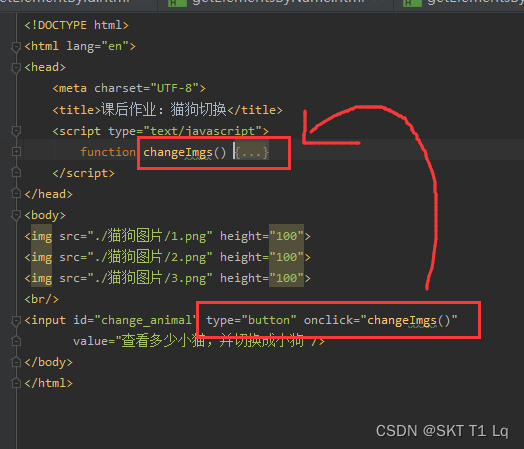 getElementsByName.html
getElementsBy
<!DOCTYPE html>
<html lang="en">
<head>
<meta charset="UTF-8">
<title>课后作业：猫狗切换</title>
<script type="text/javascript">
function changeImgs() {...}
</script>
</head>
<body>
<img src="./猫狗图片/1.png" height="100">
<img src="./猫狗图片/2.png" height="100">
<img src="./猫狗图片/3.png" height="100">
<br/>
<input id="change_animal" type="button" onclick="changeImgs()"
value="查看多少小猫，并切换成小狗"/>
</body>
</html>
CSDN @SKT T1 Lq